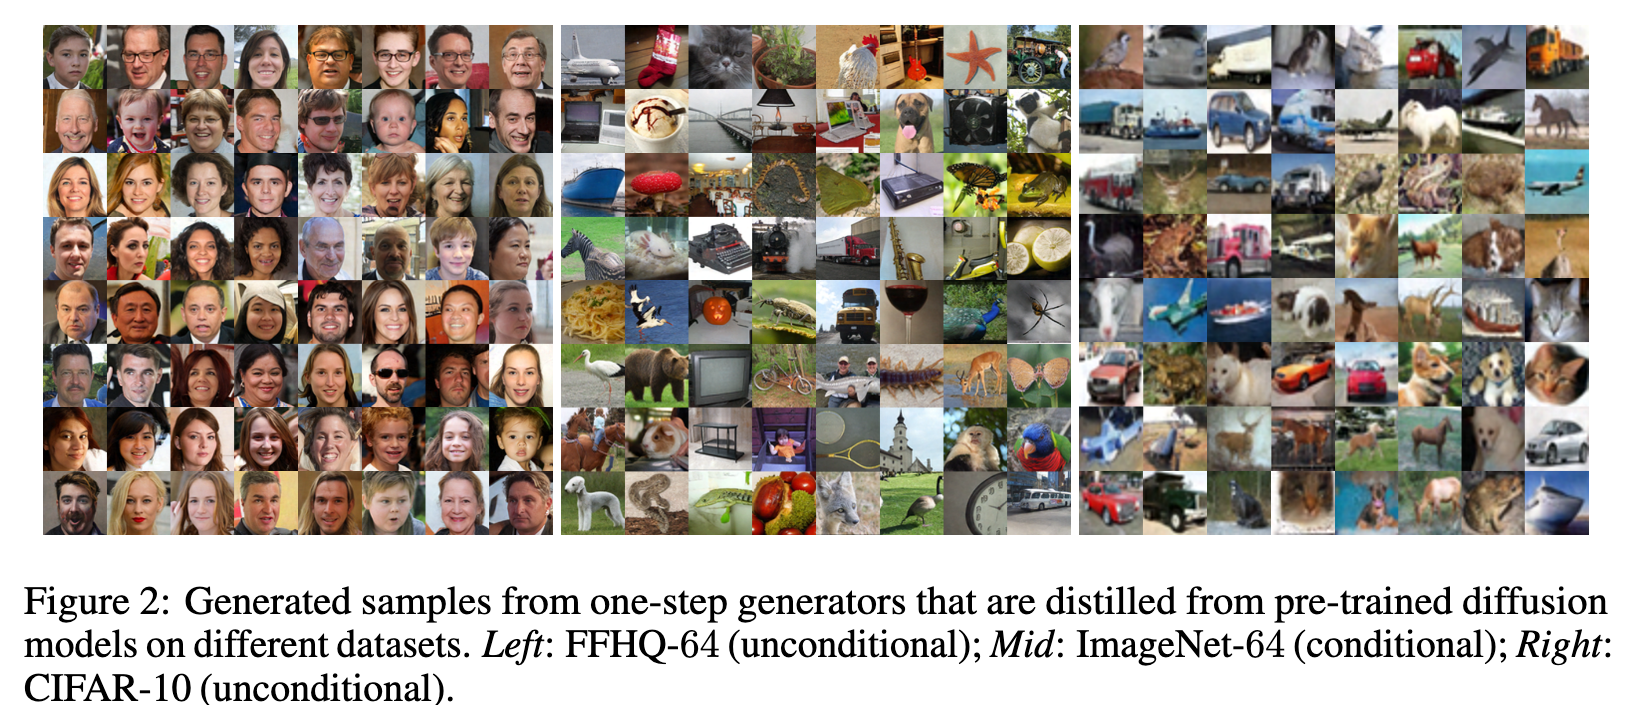 Figure 2: Generated samples from one-step generators that are distilled from pre-trained diffusion
models on different datasets. Left: FFHQ-64 (unconditional); Mid: ImageNet-64 (conditional); Right:
CIFAR-10 (unconditional).